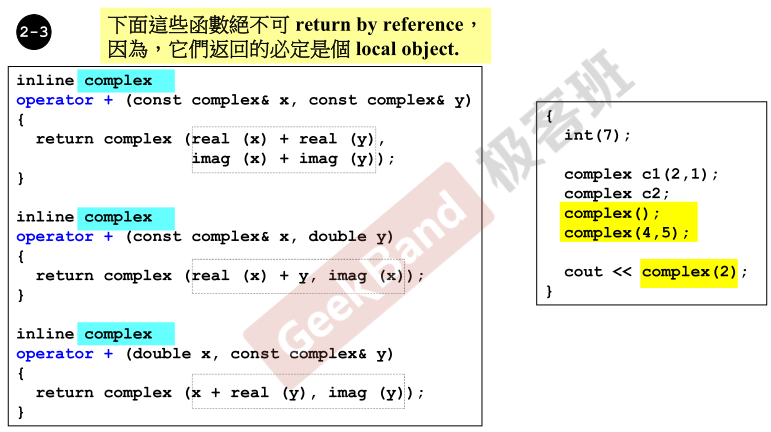 2-3
下面這些函數絕不可 return by reference，
因為，它們返回的必定是個 local object.
inline complex
operator + (const complex& x, const complex& y)
{
  return complex (real (x) + real (y),
                  imag (x) + imag (y));
}
inline complex
operator + (const complex& x, double y)
{
  return complex (real (x) + y, imag (x));
}
inline complex
operator + (double x, const complex& y)
{
  return complex (x + real (y), imag (y));
}
{
  int(7);
  complex c1(2,1);
  complex c2;
  complex();
  complex(4,5);
  cout << complex(2);
}
GeekBand 极客班